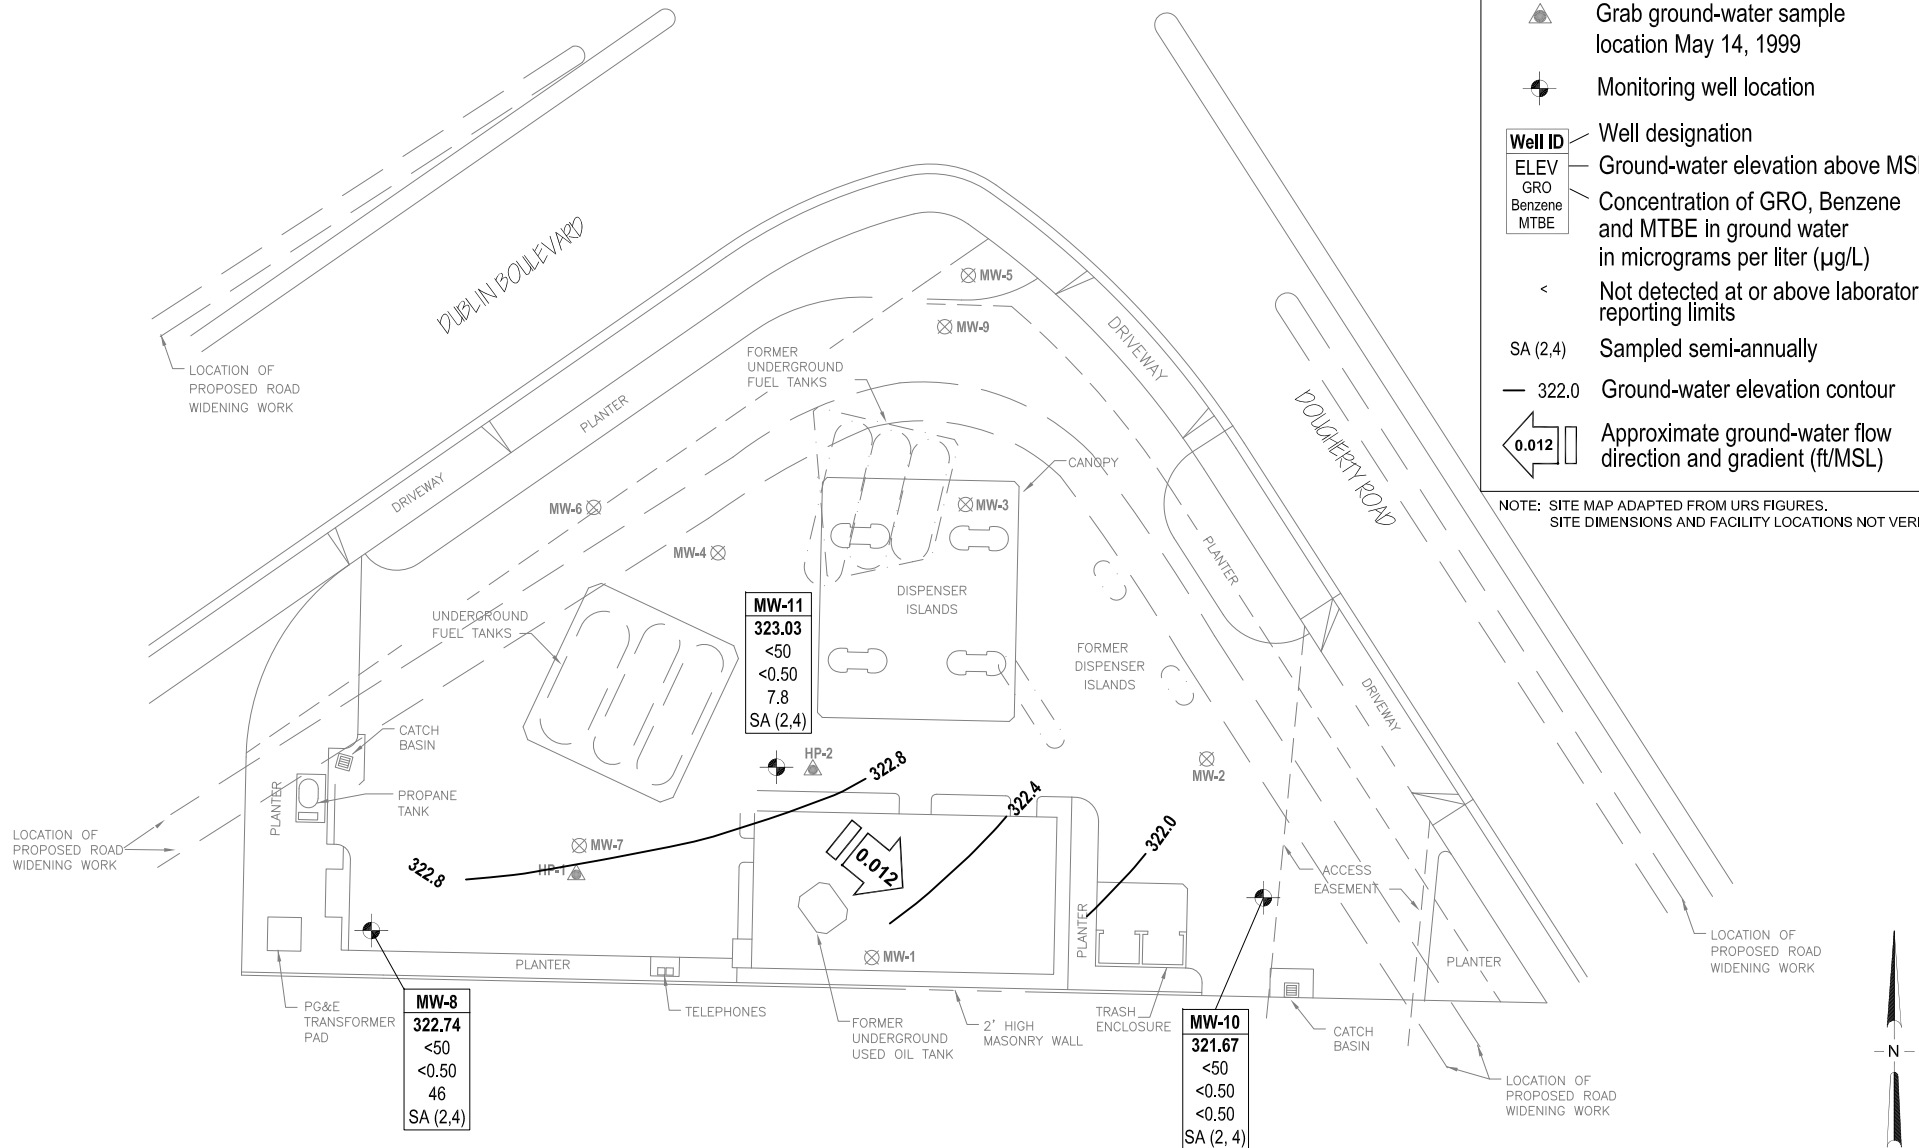 Grab ground-water sample
location May 14, 1999
Monitoring well location
Well ID
ELEV
GRO
Benzene
MTBE
Well designation
Ground-water elevation above
Concentration of GRO, Benzene
and MTBE in ground water
in micrograms per liter (µg/L)
<
Not detected at or above
reporting limits
SA (2,4)
Sampled semi-annually
322.0
Ground-water elevation contour
0.012
Approximate ground-water flow
direction and gradient (ft/MSL)
NOTE: SITE MAP ADAPTED FROM URS FIGURES.
SITE DIMENSIONS AND FACILITY LOCATIONS NOT
DUBLIN BOULEVARD
LOCATION OF
PROPOSED ROAD
WIDENING WORK
MW-5
MW-9
DRIVEWAY
FORMER
UNDERGROUND
FUEL TANKS
PLANTER
DOUGHERTY ROAD
CANOPY
DRIVEWAY
MW-6
MW-3
MW-4
PLANTER
DISPENSER
ISLANDS
UNDERGROUND
FUEL TANKS
MW-11
323.03
<50
<0.50
7.8
SA (2,4)
FORMER
DISPENSER
ISLANDS
DRIVEWAY
CATCH
BASIN
HP-2
322.8
MW-2
PLANTER
PROPANE
TANK
322.4
322.0
LOCATION OF
PROPOSED ROAD
WIDENING WORK
MW-7
HP-1
322.8
0.012
ACCESS
EASEMENT
PLANTER
LOCATION OF
PROPOSED ROAD
WIDENING WORK
PLANTER
MW-1
PLANTER
MW-8
322.74
<50
<0.50
46
SA (2,4)
PG&E
TRANSFORMER
PAD
TELEPHONES
FORMER
UNDERGROUND
USED OIL TANK
2' HIGH
MASONRY WALL
TRASH
ENCLOSURE
MW-10
321.67
<50
<0.50
<0.50
SA (2, 4)
CATCH
BASIN
LOCATION OF
PROPOSED ROAD
WIDENING WORK
N